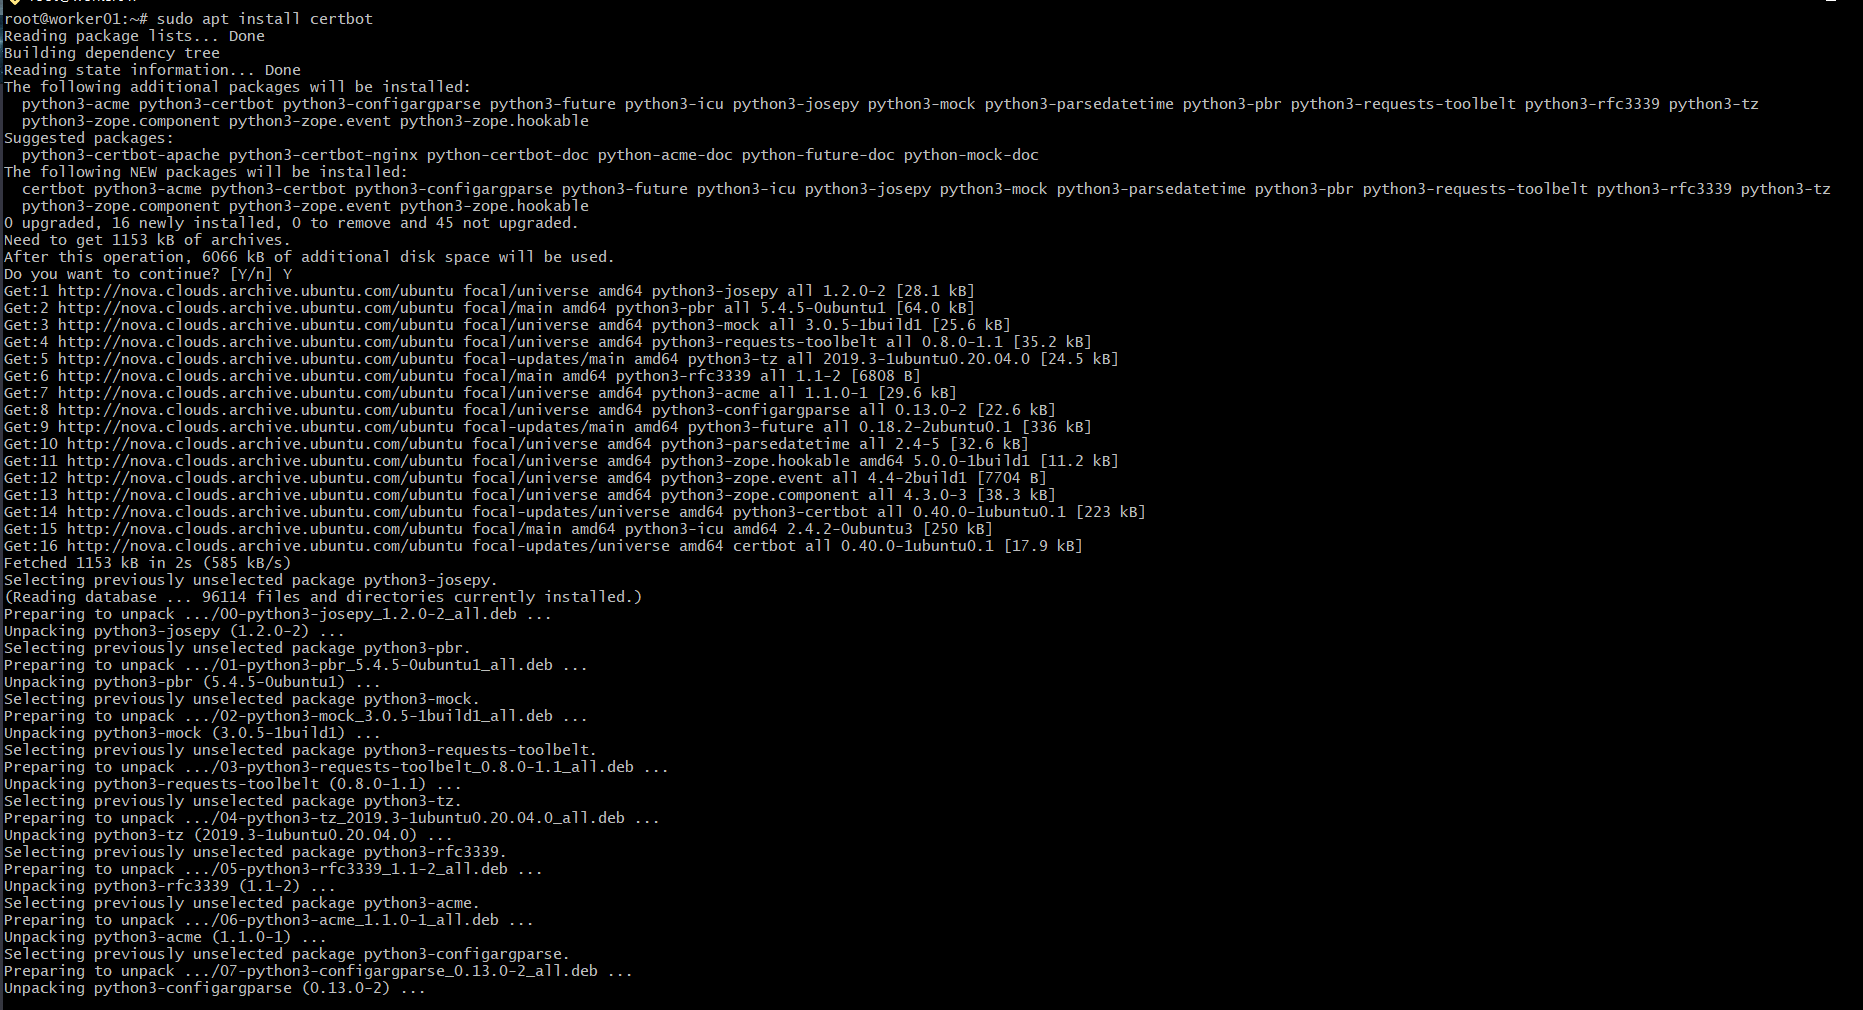 root@worker01:~# sudo apt install certbot
Reading package lists... Done
Building dependency tree
Reading state information... Done
The following additional packages will be installed:
  python3-acme python3-certbot python3-configargparse python3-future python3-icu python3-josepy python3-mock python3-parsedatetime python3-pbr python3-requests-toolbelt python3-rfc3339 python3-tz
  python3-zope.component python3-zope.event python3-zope.hookable
Suggested packages:
  python3-certbot-apache python3-certbot-nginx python-certbot-doc python-acme-doc python-future-doc python-mock-doc
The following NEW packages will be installed:
  certbot python3-acme python3-certbot python3-configargparse python3-future python3-icu python3-josepy python3-mock python3-parsedatetime python3-pbr python3-requests-toolbelt python3-rfc3339 python3-tz
  python3-zope.component python3-zope.event python3-zope.hookable
0 upgraded, 16 newly installed, 0 to remove and 45 not upgraded.
Need to get 1153 kB of archives.
After this operation, 6066 kB of additional disk space will be used.
Do you want to continue? [Y/n] Y
Get:1 http://nova.clouds.archive.ubuntu.com/ubuntu focal/universe amd64 python3-josepy all 1.2.0-2 [28.1 kB]
Get:2 http://nova.clouds.archive.ubuntu.com/ubuntu focal/main amd64 python3-pbr all 5.4.5-0ubuntu1 [64.0 kB]
Get:3 http://nova.clouds.archive.ubuntu.com/ubuntu focal/universe amd64 python3-mock all 3.0.5-1build1 [25.6 kB]
Get:4 http://nova.clouds.archive.ubuntu.com/ubuntu focal/universe amd64 python3-requests-toolbelt all 0.8.0-1.1 [35.2 kB]
Get:5 http://nova.clouds.archive.ubuntu.com/ubuntu focal-updates/main amd64 python3-tz all 2019.3-1ubuntu0.20.04.0 [24.5 kB]
Get:6 http://nova.clouds.archive.ubuntu.com/ubuntu focal/main amd64 python3-rfc3339 all 1.1-2 [6808 B]
Get:7 http://nova.clouds.archive.ubuntu.com/ubuntu focal/universe amd64 python3-acme all 1.1.0-1 [29.6 kB]
Get:8 http://nova.clouds.archive.ubuntu.com/ubuntu focal/universe amd64 python3-configargparse all 0.13.0-2 [22.6 kB]
Get:9 http://nova.clouds.archive.ubuntu.com/ubuntu focal-updates/main amd64 python3-future all 0.18.2-2ubuntu0.1 [336 kB]
Get:10 http://nova.clouds.archive.ubuntu.com/ubuntu focal/universe amd64 python3-parsedatetime all 2.4-5 [32.6 kB]
Get:11 http://nova.clouds.archive.ubuntu.com/ubuntu focal/universe amd64 python3-zope.hookable amd64 5.0.0-1build1 [11.2 kB]
Get:12 http://nova.clouds.archive.ubuntu.com/ubuntu focal/universe amd64 python3-zope.event all 4.4-2build1 [7704 B]
Get:13 http://nova.clouds.archive.ubuntu.com/ubuntu focal/universe amd64 python3-zope.component all 4.3.0-3 [38.3 kB]
Get:14 http://nova.clouds.archive.ubuntu.com/ubuntu focal-updates/universe amd64 python3-certbot all 0.40.0-1ubuntu0.1 [223 kB]
Get:15 http://nova.clouds.archive.ubuntu.com/ubuntu focal/main amd64 python3-icu amd64 2.4.2-0ubuntu3 [250 kB]
Get:16 http://nova.clouds.archive.ubuntu.com/ubuntu focal-updates/universe amd64 certbot all 0.40.0-1ubuntu0.1 [17.9 kB]
Fetched 1153 kB in 2s (585 kB/s)
Selecting previously unselected package python3-josepy.
(Reading database ... 96114 files and directories currently installed.)
Preparing to unpack .../00-python3-josepy_1.2.0-2_all.deb ...
Unpacking python3-josepy (1.2.0-2) ...
Selecting previously unselected package python3-pbr.
Preparing to unpack .../01-python3-pbr_5.4.5-0ubuntu1_all.deb ...
Unpacking python3-pbr (5.4.5-0ubuntu1) ...
Selecting previously unselected package python3-mock.
Preparing to unpack .../02-python3-mock_3.0.5-1build1_all.deb ...
Unpacking python3-mock (3.0.5-1build1) ...
Selecting previously unselected package python3-requests-toolbelt.
Preparing to unpack .../03-python3-requests-toolbelt_0.8.0-1.1_all.deb ...
Unpacking python3-requests-toolbelt (0.8.0-1.1) ...
Selecting previously unselected package python3-tz.
Preparing to unpack .../04-python3-tz_2019.3-1ubuntu0.20.04.0_all.deb ...
Unpacking python3-tz (2019.3-1ubuntu0.20.04.0) ...
Selecting previously unselected package python3-rfc3339.
Preparing to unpack .../05-python3-rfc3339_1.1-2_all.deb ...
Unpacking python3-rfc3339 (1.1-2) ...
Selecting previously unselected package python3-acme.
Preparing to unpack .../06-python3-acme_1.1.0-1_all.deb ...
Unpacking python3-acme (1.1.0-1) ...
Selecting previously unselected package python3-configargparse.
Preparing to unpack .../07-python3-configargparse_0.13.0-2_all.deb ...
Unpacking python3-configargparse (0.13.0-2) ...